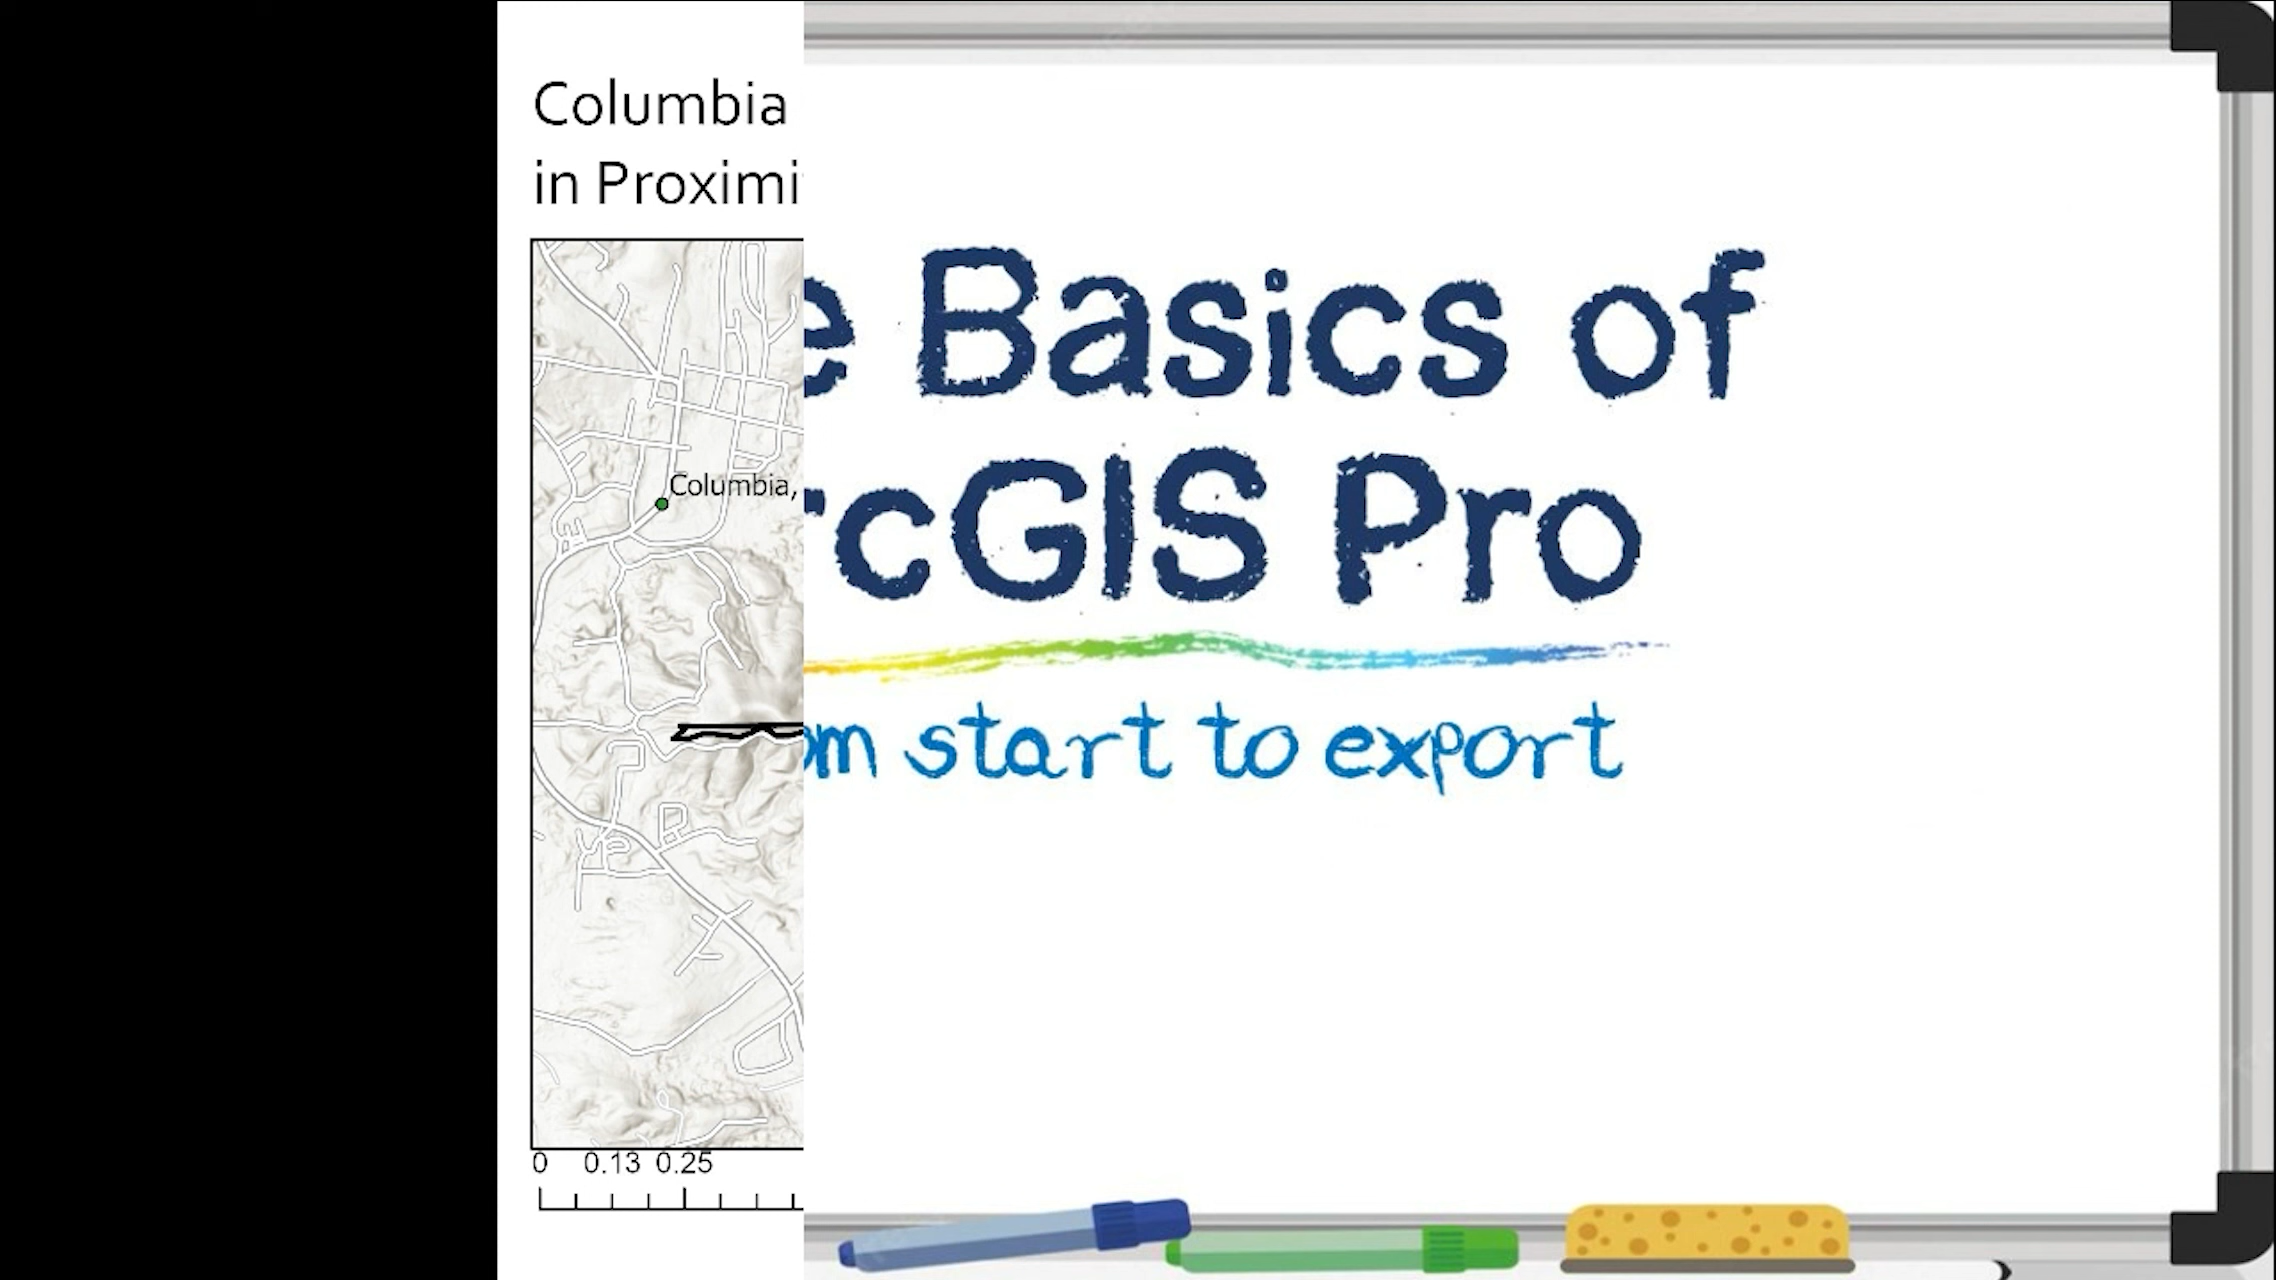 Columbia
in Proximi
Columbia,
0 0.13 0.25
e Basics of
rcGIS Pro
om start to export